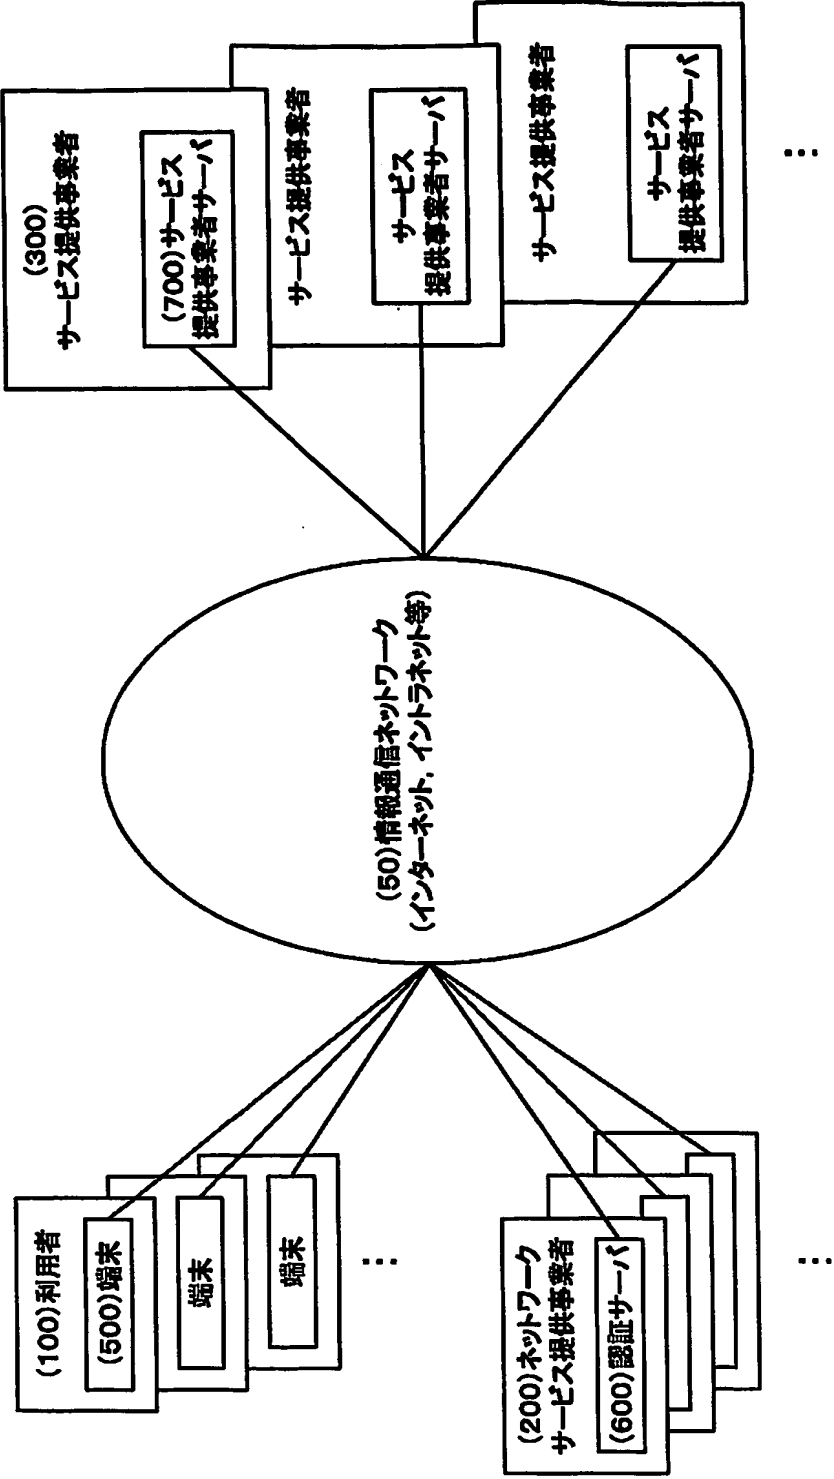 (100)利用者
(500)端末
端末
端末
…
(200)ネットワーク
サービス提供事業者
(600)認証サーバ
…
(50)情報通信ネットワーク
(インターネット, イントラネット等)
(300)
サービス提供事業者
(700)サービス
提供事業者サーバ
サービス提供事業者
サービス
提供事業者サーバ
サービス提供事業者
サービス
提供事業者サーバ
…